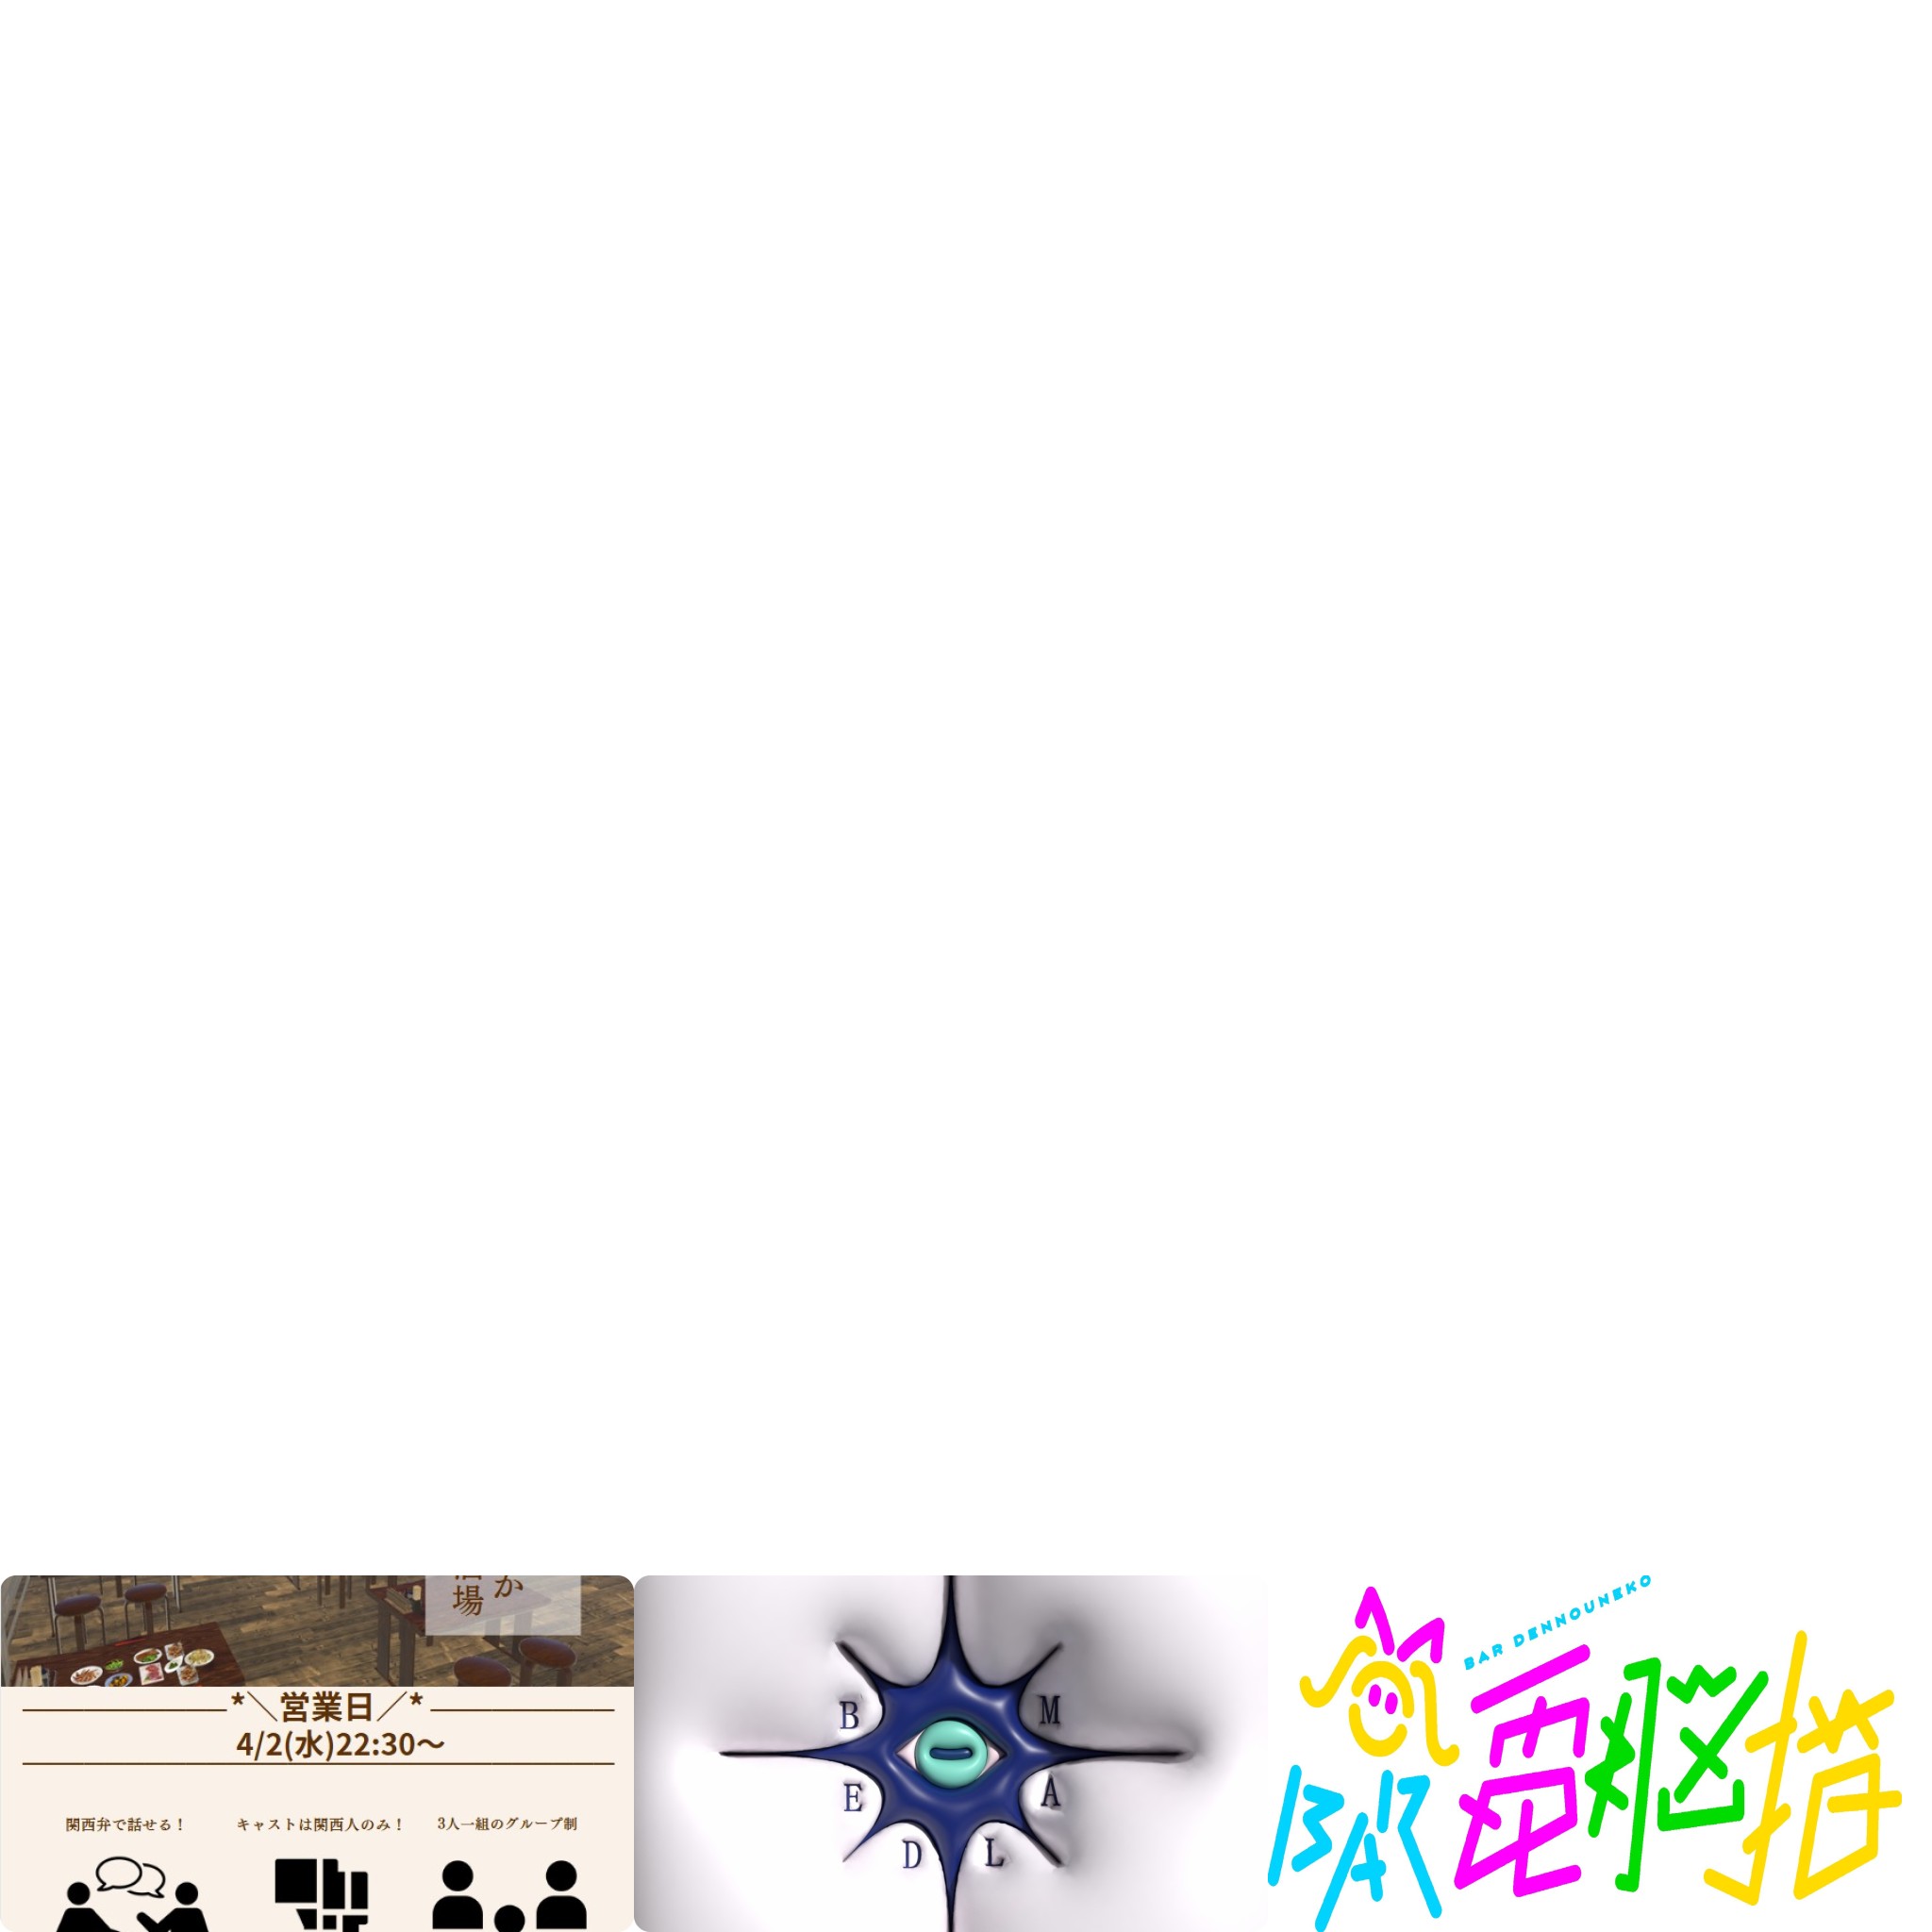 か
場
*＼営業日／*
4/2(水)22:30〜
関西弁で話せる！
キャストは関西人のみ！
3人一組のグループ制
B
M
E
A
D
L
BAR DENNOUNEKO
BAR
電脳